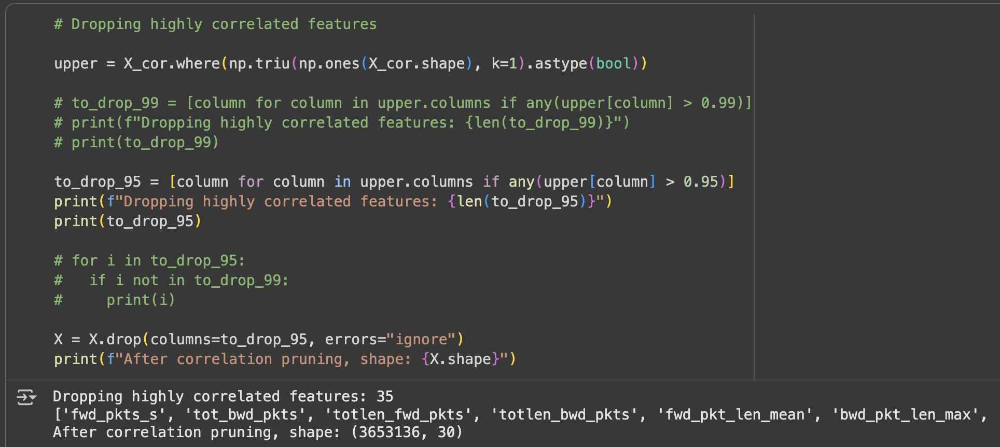 # Dropping highly correlated features
upper = X_cor.where(np.triu(np.ones(X_cor.shape), k=1).astype(bool))
# to_drop_99 = [column for column in upper.columns if any(upper[column] > 0.99)]
# print(f"Dropping highly correlated features: {len(to_drop_99)}")
# print(to_drop_99)
to_drop_95 = [column for column in upper.columns if any(upper[column] > 0.95)]
print(f"Dropping highly correlated features: {len(to_drop_95)}")
print(to_drop_95)
# for i in to_drop_95:
#   if i not in to_drop_99:
#     print(i)
X = X.drop(columns=to_drop_95, errors="ignore")
print(f"After correlation pruning, shape: {X.shape}")
Dropping highly correlated features: 35
['fwd_pkts_s', 'tot_bwd_pkts', 'totlen_fwd_pkts', 'totlen_bwd_pkts', 'fwd_pkt_len_mean', 'bwd_pkt_len_max',
After correlation pruning, shape: (3653136, 30)